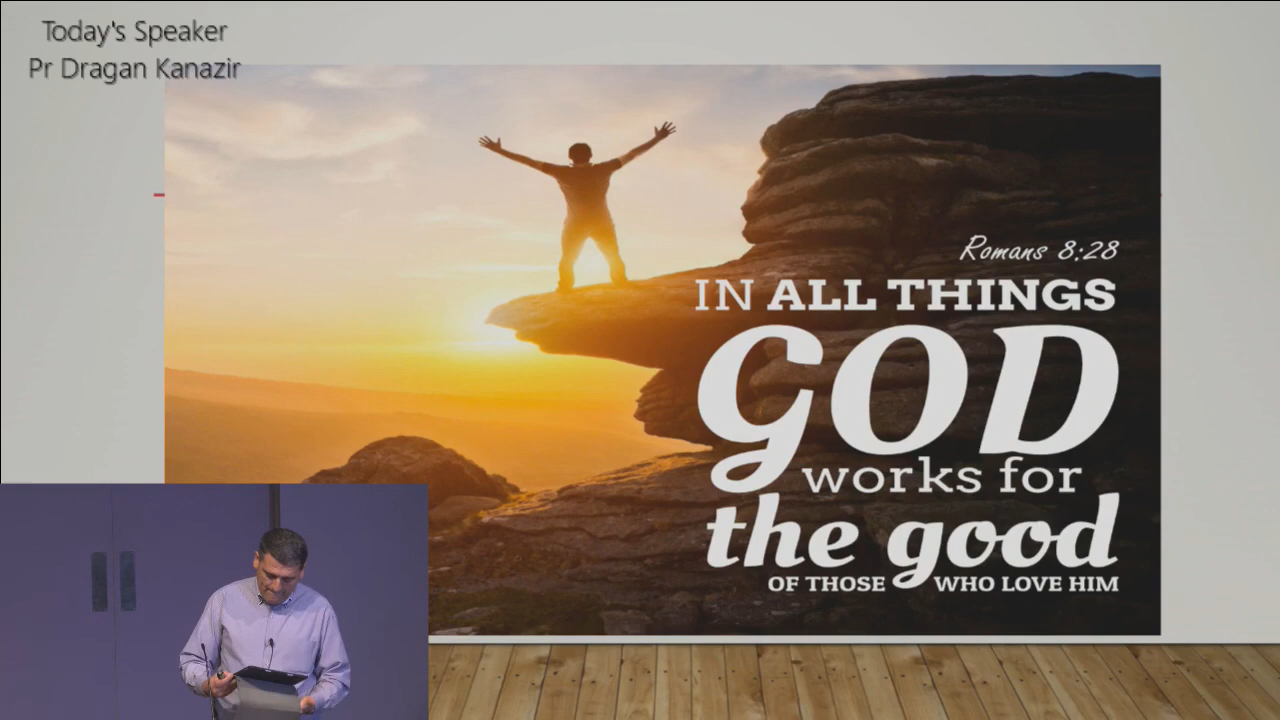 Today's Speaker
Pr Dragan Kanazir
Romans 8:28
IN ALL THINGS
GOD
works for
the good
OF THOSE WHO LOVE HIM